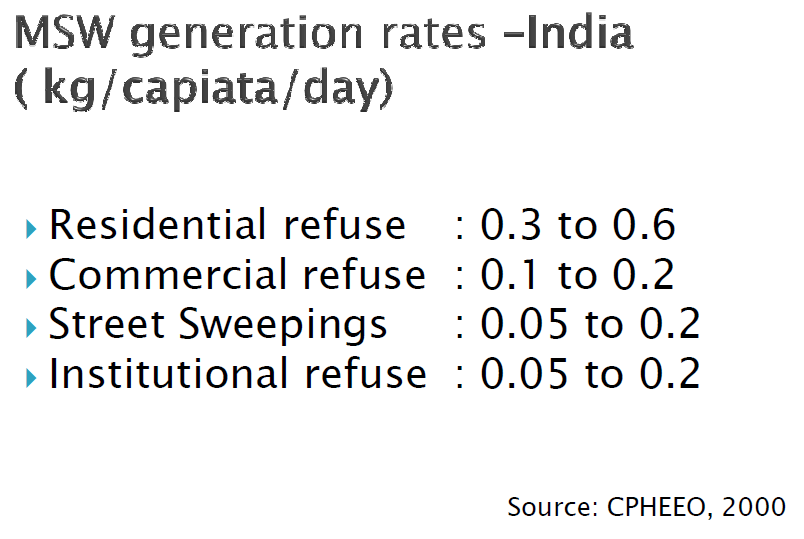 MSW generation rates –India
( kg/capiata/day)
Residential refuse : 0.3 to 0.6
Commercial refuse : 0.1 to 0.2
Street Sweepings : 0.05 to 0.2
Institutional refuse : 0.05 to 0.2
Source: CPHEEO, 2000